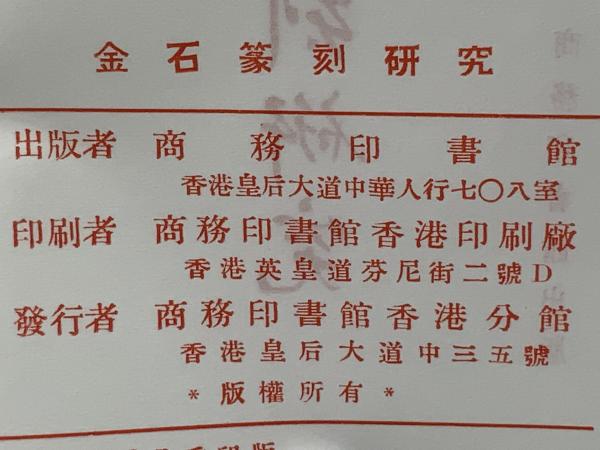 金石篆刻研究
出版者 商務印書館
香港皇后大道中華人行七〇八室
印刷者 商務印書館香港印刷廠
香港英皇道芬尼街二號D
發行者 商務印書館香港分館
香港皇后大道中三五號
*版權所有*